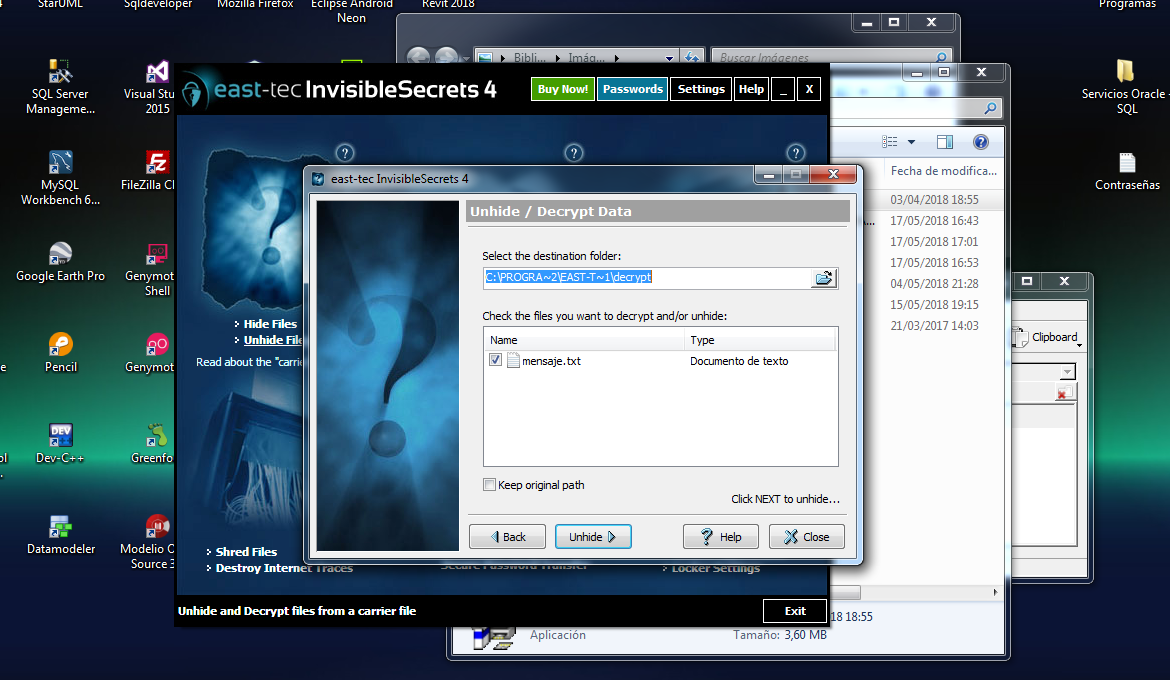 StarUML
Sqldeveloper
Mozilla Firefox
Eclipse Android
Neon
Revit 2018
Programas
SQL Server
Manageme...
Visual Stu
2015
MySQL
Workbench 6...
FileZilla Cl
Google Earth Pro
Genymot
Shell
Pencil
Genymot
Dev-C++
Greenfo
Datamodeler
Modelio O
Source 3
Servicios Oracle -
SQL
Contraseñas
Bibli...
Imág...
Buscar Imágenes
east-tec InvisibleSecrets 4
Buy Now!
Passwords
Settings
Help
_
X
?
?
?
Hide Files
Unhide File
Read about the "carrie
Shred Files
Destroy Internet Traces
Secure Password Transfer
Locker Settings
Unhide and Decrypt files from a carrier file
Exit
east-tec InvisibleSecrets 4
Unhide / Decrypt Data
Select the destination folder:
C:\PROGRA~2\EAST-T~1\decrypt
Check the files you want to decrypt and/or unhide:
Name
Type
mensaje.txt
Documento de texto
Keep original path
Click NEXT to unhide...
Back
Unhide
Help
Close
Fecha de modifica...
03/04/2018 18:55
17/05/2018 16:43
17/05/2018 17:01
17/05/2018 16:53
04/05/2018 21:28
15/05/2018 19:15
21/03/2017 14:03
Clipboard
18 18:55
Aplicación
Tamaño: 3,60 MB